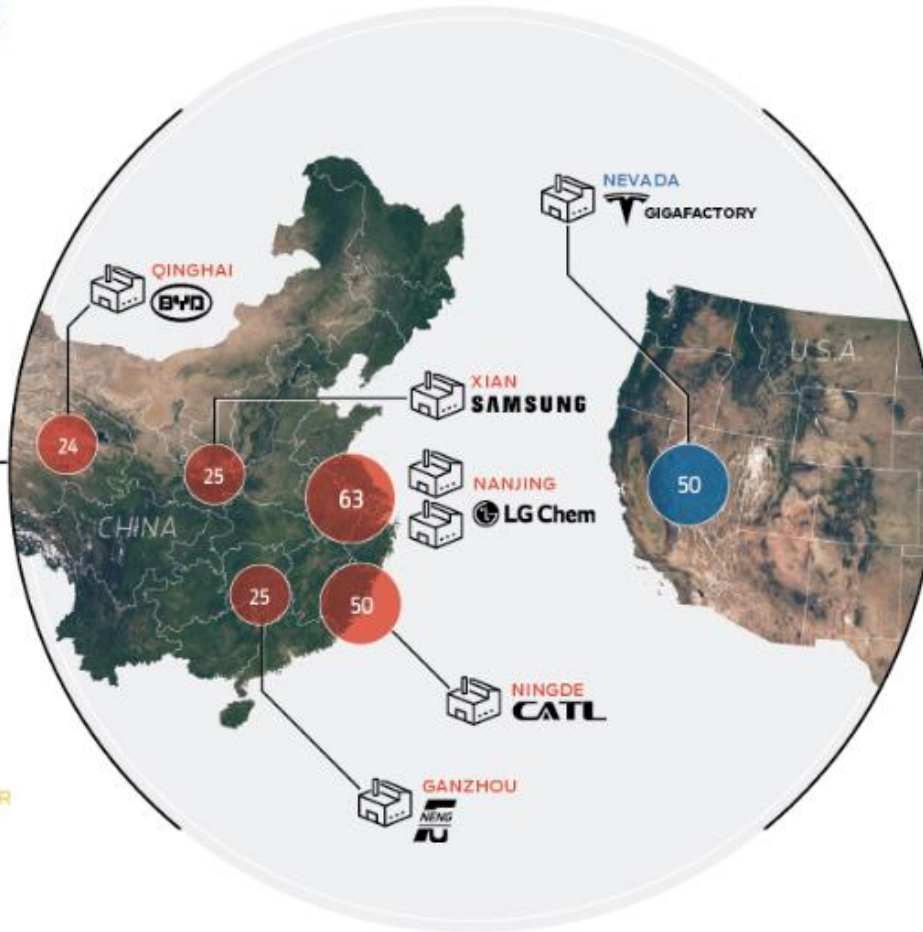 NEVADA
GIGAFACTORY
QINGHAI
BYD
U.S.A.
XIAN
SAMSUNG
24
25
NANJING
63
LG Chem
50
CHINA
25
50
NINGDE
CATL
GANZHOU
NENG
R